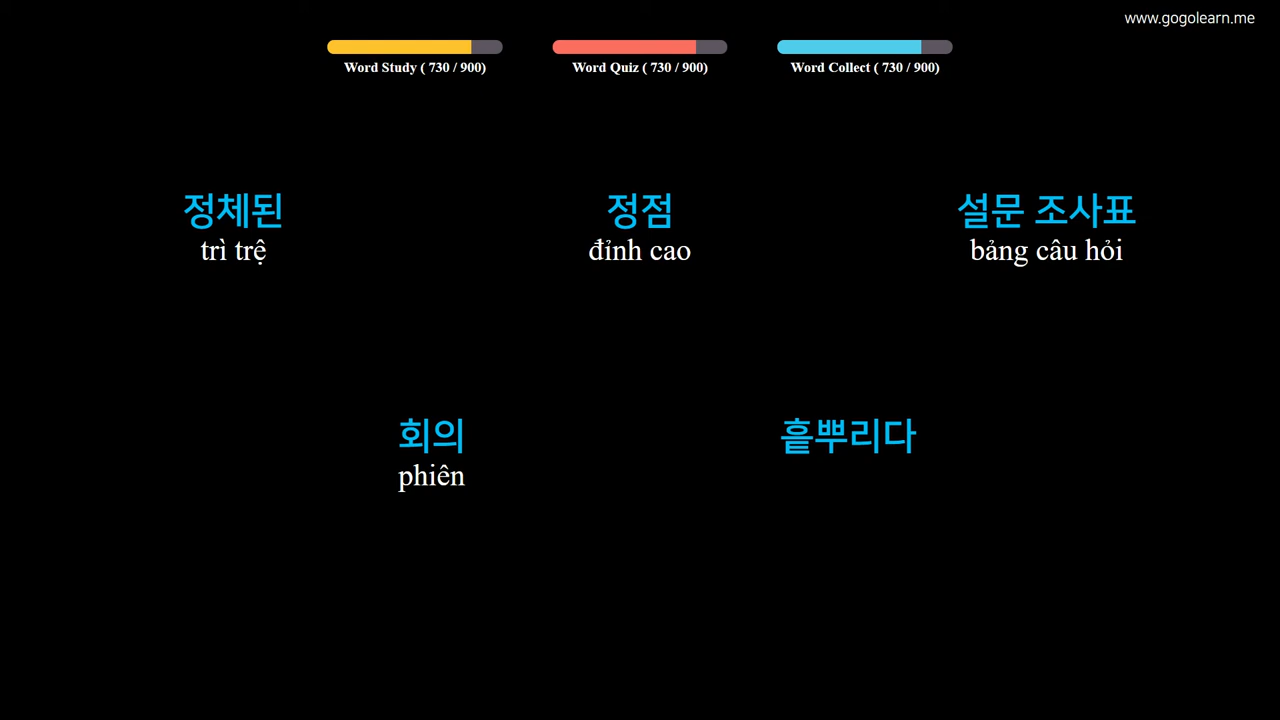 www.gogolearn.me
Word Study ( 730 / 900)
Word Quiz ( 730 / 900)
Word Collect ( 730 / 900)
정체된
trì trệ
정점
đỉnh cao
설문 조사표
bảng câu hỏi
회의
phiên
흩뿌리다